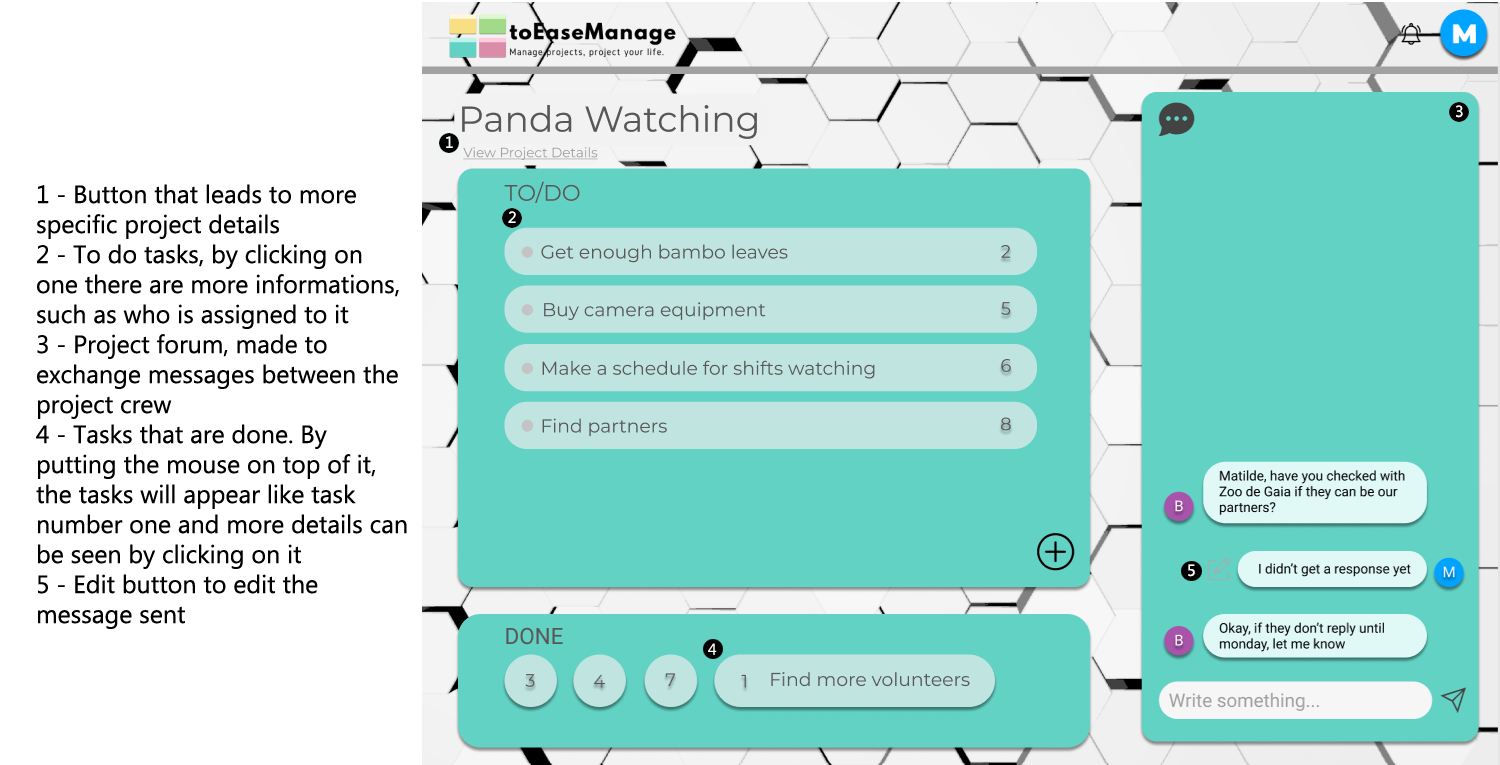 1 - Button that leads to more
specific project details
2 - To do tasks, by clicking on
one there are more informations,
such as who is assigned to it
3 - Project forum, made to
exchange messages between the
project crew
4 - Tasks that are done. By
putting the mouse on top of it,
the tasks will appear like task
number one and more details can
be seen by clicking on it
5 - Edit button to edit the
message sent
toEaseManage
Manage projects, project your life.
M
Panda Watching
1
View Project Details
TO/DO
2
Get enough bambo leaves 2
Buy camera equipment 5
Make a schedule for shifts watching 6
Find partners 8
DONE
4
3 4 7 1 Find more volunteers
3
Matilde, have you checked with
Zoo de Gaia if they can be our
partners?
B
5 I didn't get a response yet M
Okay, if they don't reply until
monday, let me know
B
Write something...